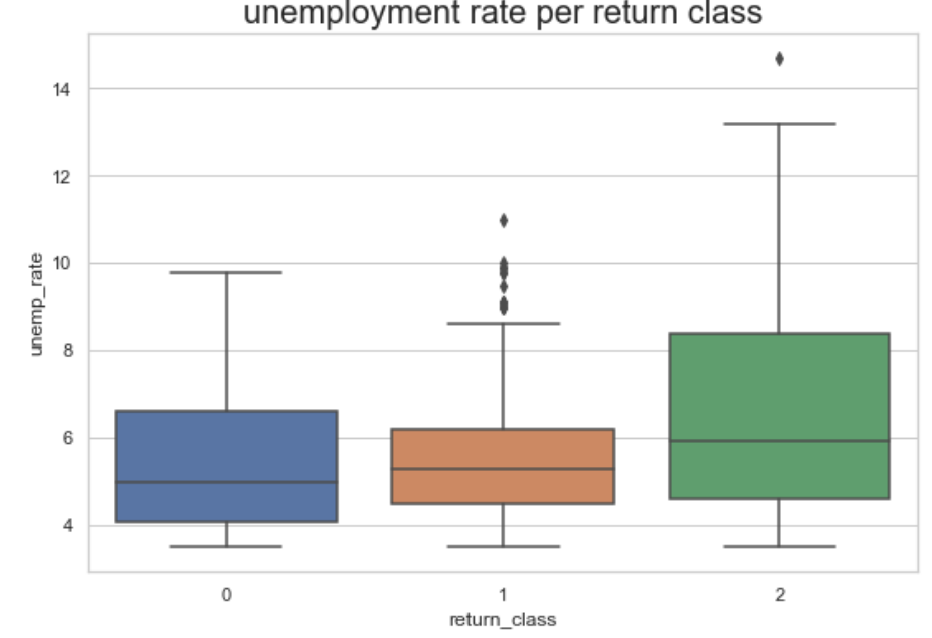 unemployment rate per return class
14
12
10
8
6
4
unemp_rate
0 1 2
return_class